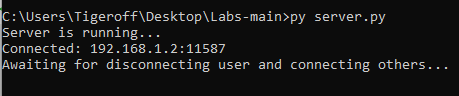 C:\Users\Tigeroff\Desktop\Labs-main>py server.py
Server is running...
Connected: 192.168.1.2:11587
Awaiting for disconnecting user and connecting others...